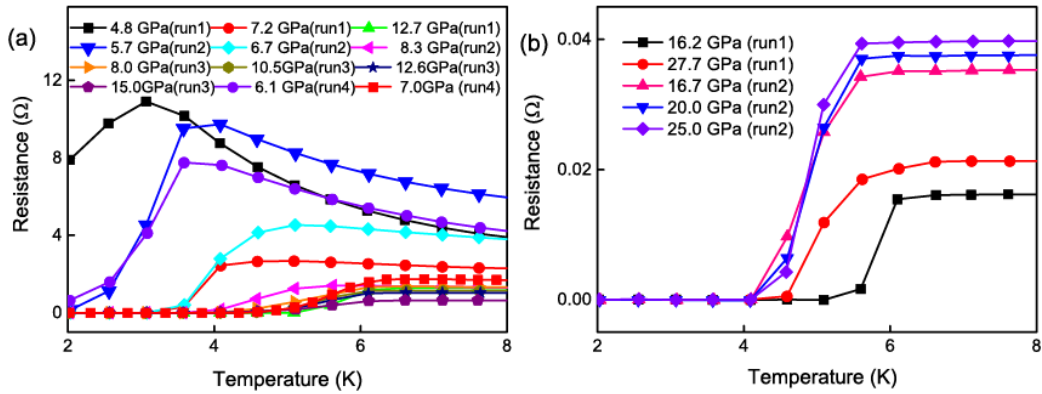 (a)
4.8 GPa(run1) 7.2 GPa(run1) 12.7 GPa(run1)
5.7 GPa(run2) 6.7 GPa(run2) 8.3 GPa(run2)
8.0 GPa(run3) 10.5GPa(run3) 12.6GPa(run3)
15.0GPa(run3) 6.1 GPa(run4) 7.0GPa (run4)
12
8
4
0
Resistance (Ω)
2 4 6 8
Temperature (K)
(b)
16.2 GPa (run1)
27.7 GPa (run1)
16.7 GPa (run2)
20.0 GPa (run2)
25.0 GPa (run2)
0.04
0.02
0.00
Resistance (Ω)
2 4 6 8
Temperature (K)